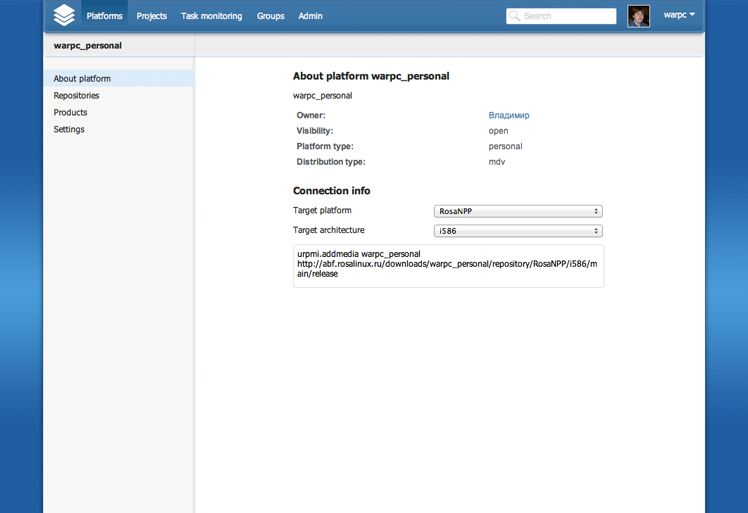 Platforms Projects Task monitoring Groups Admin Search warpc
warpc_personal
About platform
Repositories
Products
Settings
About platform warpc_personal
warpc_personal
Owner: Владимир
Visibility: open
Platform type: personal
Distribution type: mdv
Connection info
Target platform RosaNPP
Target architecture i586
urpmi.addmedia warpc_personal
http://abf.rosalinux.ru/downloads/warpc_personal/repository/RosaNPP/i586/m
ain/release